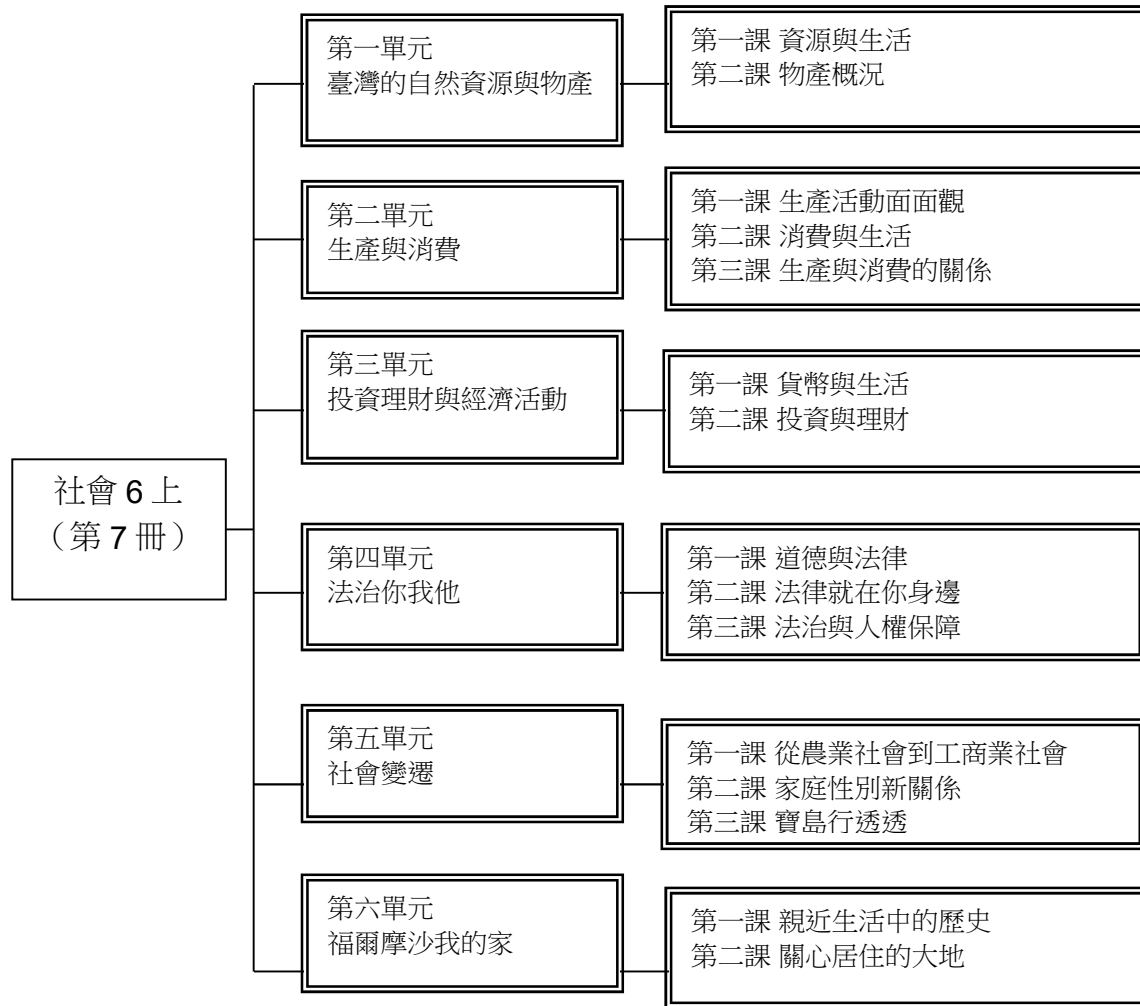 社會 6 上
（第 7 冊）
第一單元
臺灣的自然資源與物產
第一課 資源與生活
第二課 物產概況
第二單元
生產與消費
第一課 生產活動面面觀
第二課 消費與生活
第三課 生產與消費的關係
第三單元
投資理財與經濟活動
第一課 貨幣與生活
第二課 投資與理財
第四單元
法治你我他
第一課 道德與法律
第二課 法律就在你身邊
第三課 法治與人權保障
第五單元
社會變遷
第一課 從農業社會到工商業社會
第二課 家庭性別新關係
第三課 寶島行透透
第六單元
福爾摩沙我的家
第一課 親近生活中的歷史
第二課 關心居住的大地